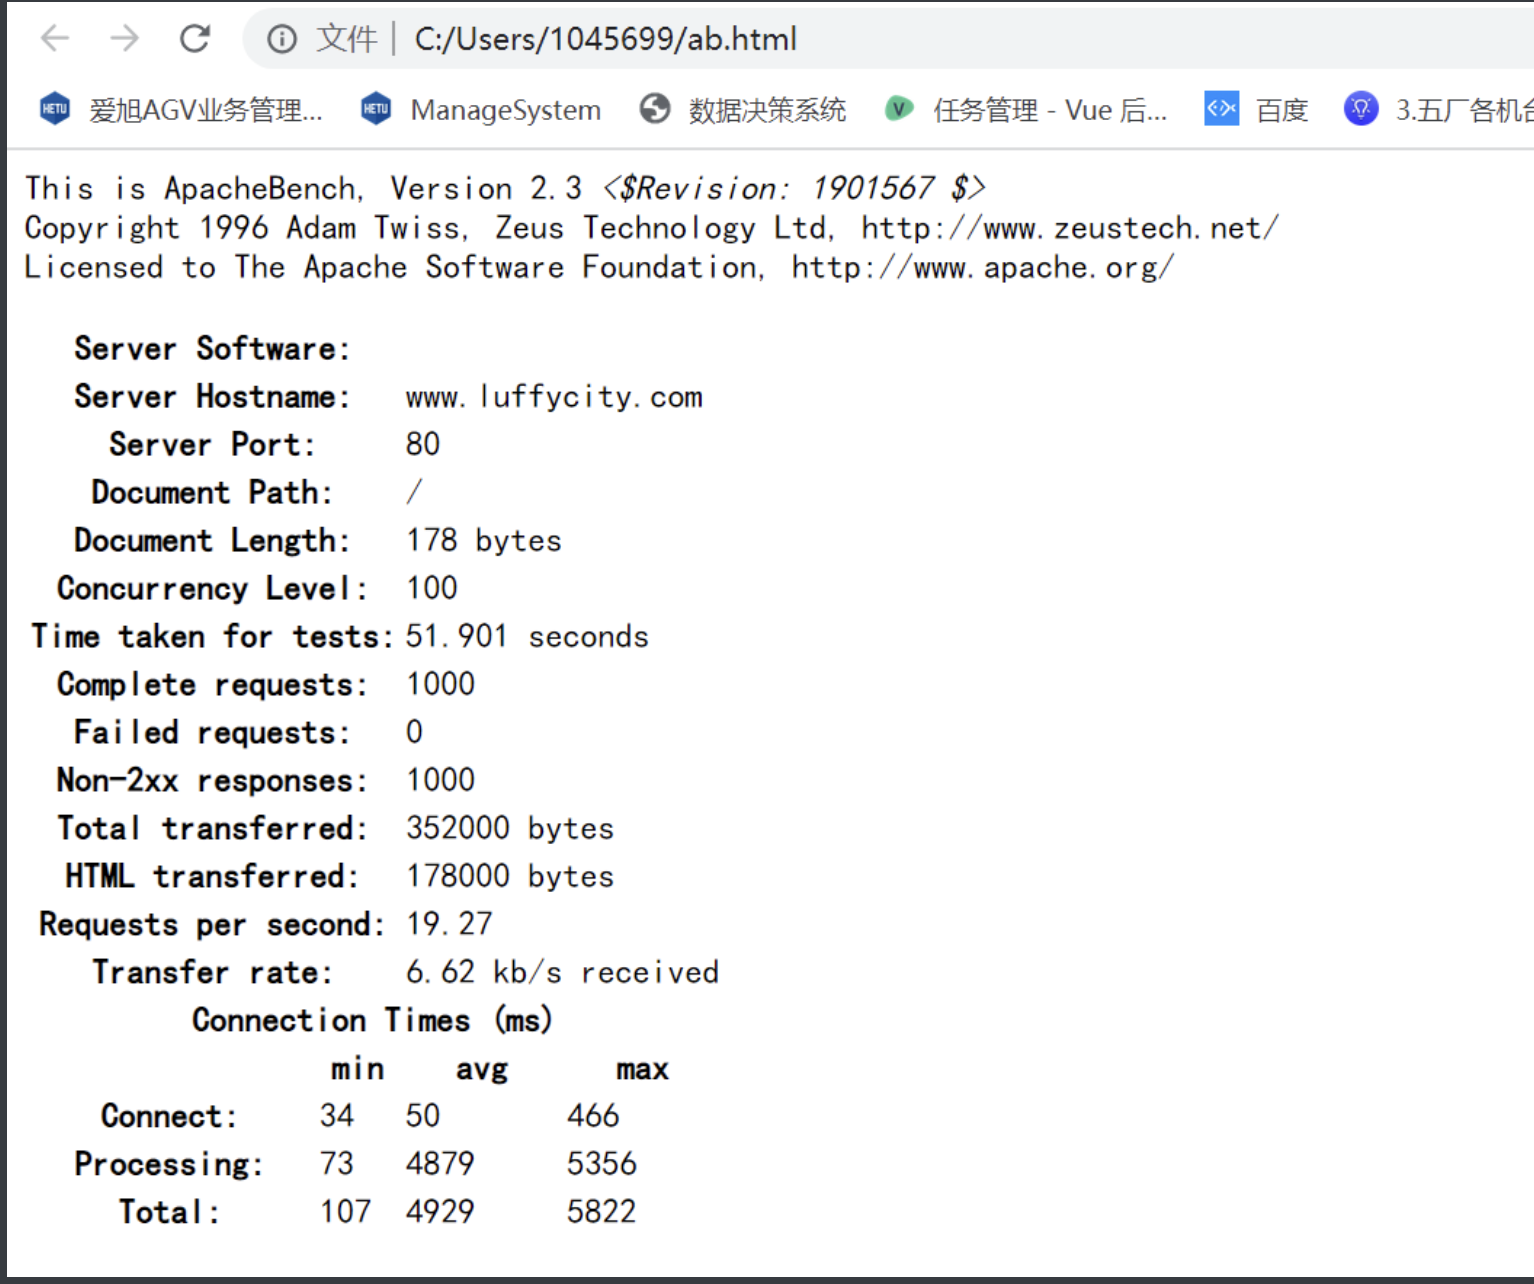 文件 | C:/Users/1045699/ab.html
HETU 爱旭AGV业务管理... HETU ManageSystem 数据决策系统 V 任务管理 - Vue 后... 百度 3.五厂各机台
This is ApacheBench, Version 2.3 <$Revision: 1901567 $>
Copyright 1996 Adam Twiss, Zeus Technology Ltd, http://www.zeustech.net/
Licensed to The Apache Software Foundation, http://www.apache.org/
Server Software:
Server Hostname: www.luffycity.com
Server Port: 80
Document Path: /
Document Length: 178 bytes
Concurrency Level: 100
Time taken for tests: 51.901 seconds
Complete requests: 1000
Failed requests: 0
Non-2xx responses: 1000
Total transferred: 352000 bytes
HTML transferred: 178000 bytes
Requests per second: 19.27
Transfer rate: 6.62 kb/s received
Connection Times (ms)
min avg max
Connect: 34 50 466
Processing: 73 4879 5356
Total: 107 4929 5822